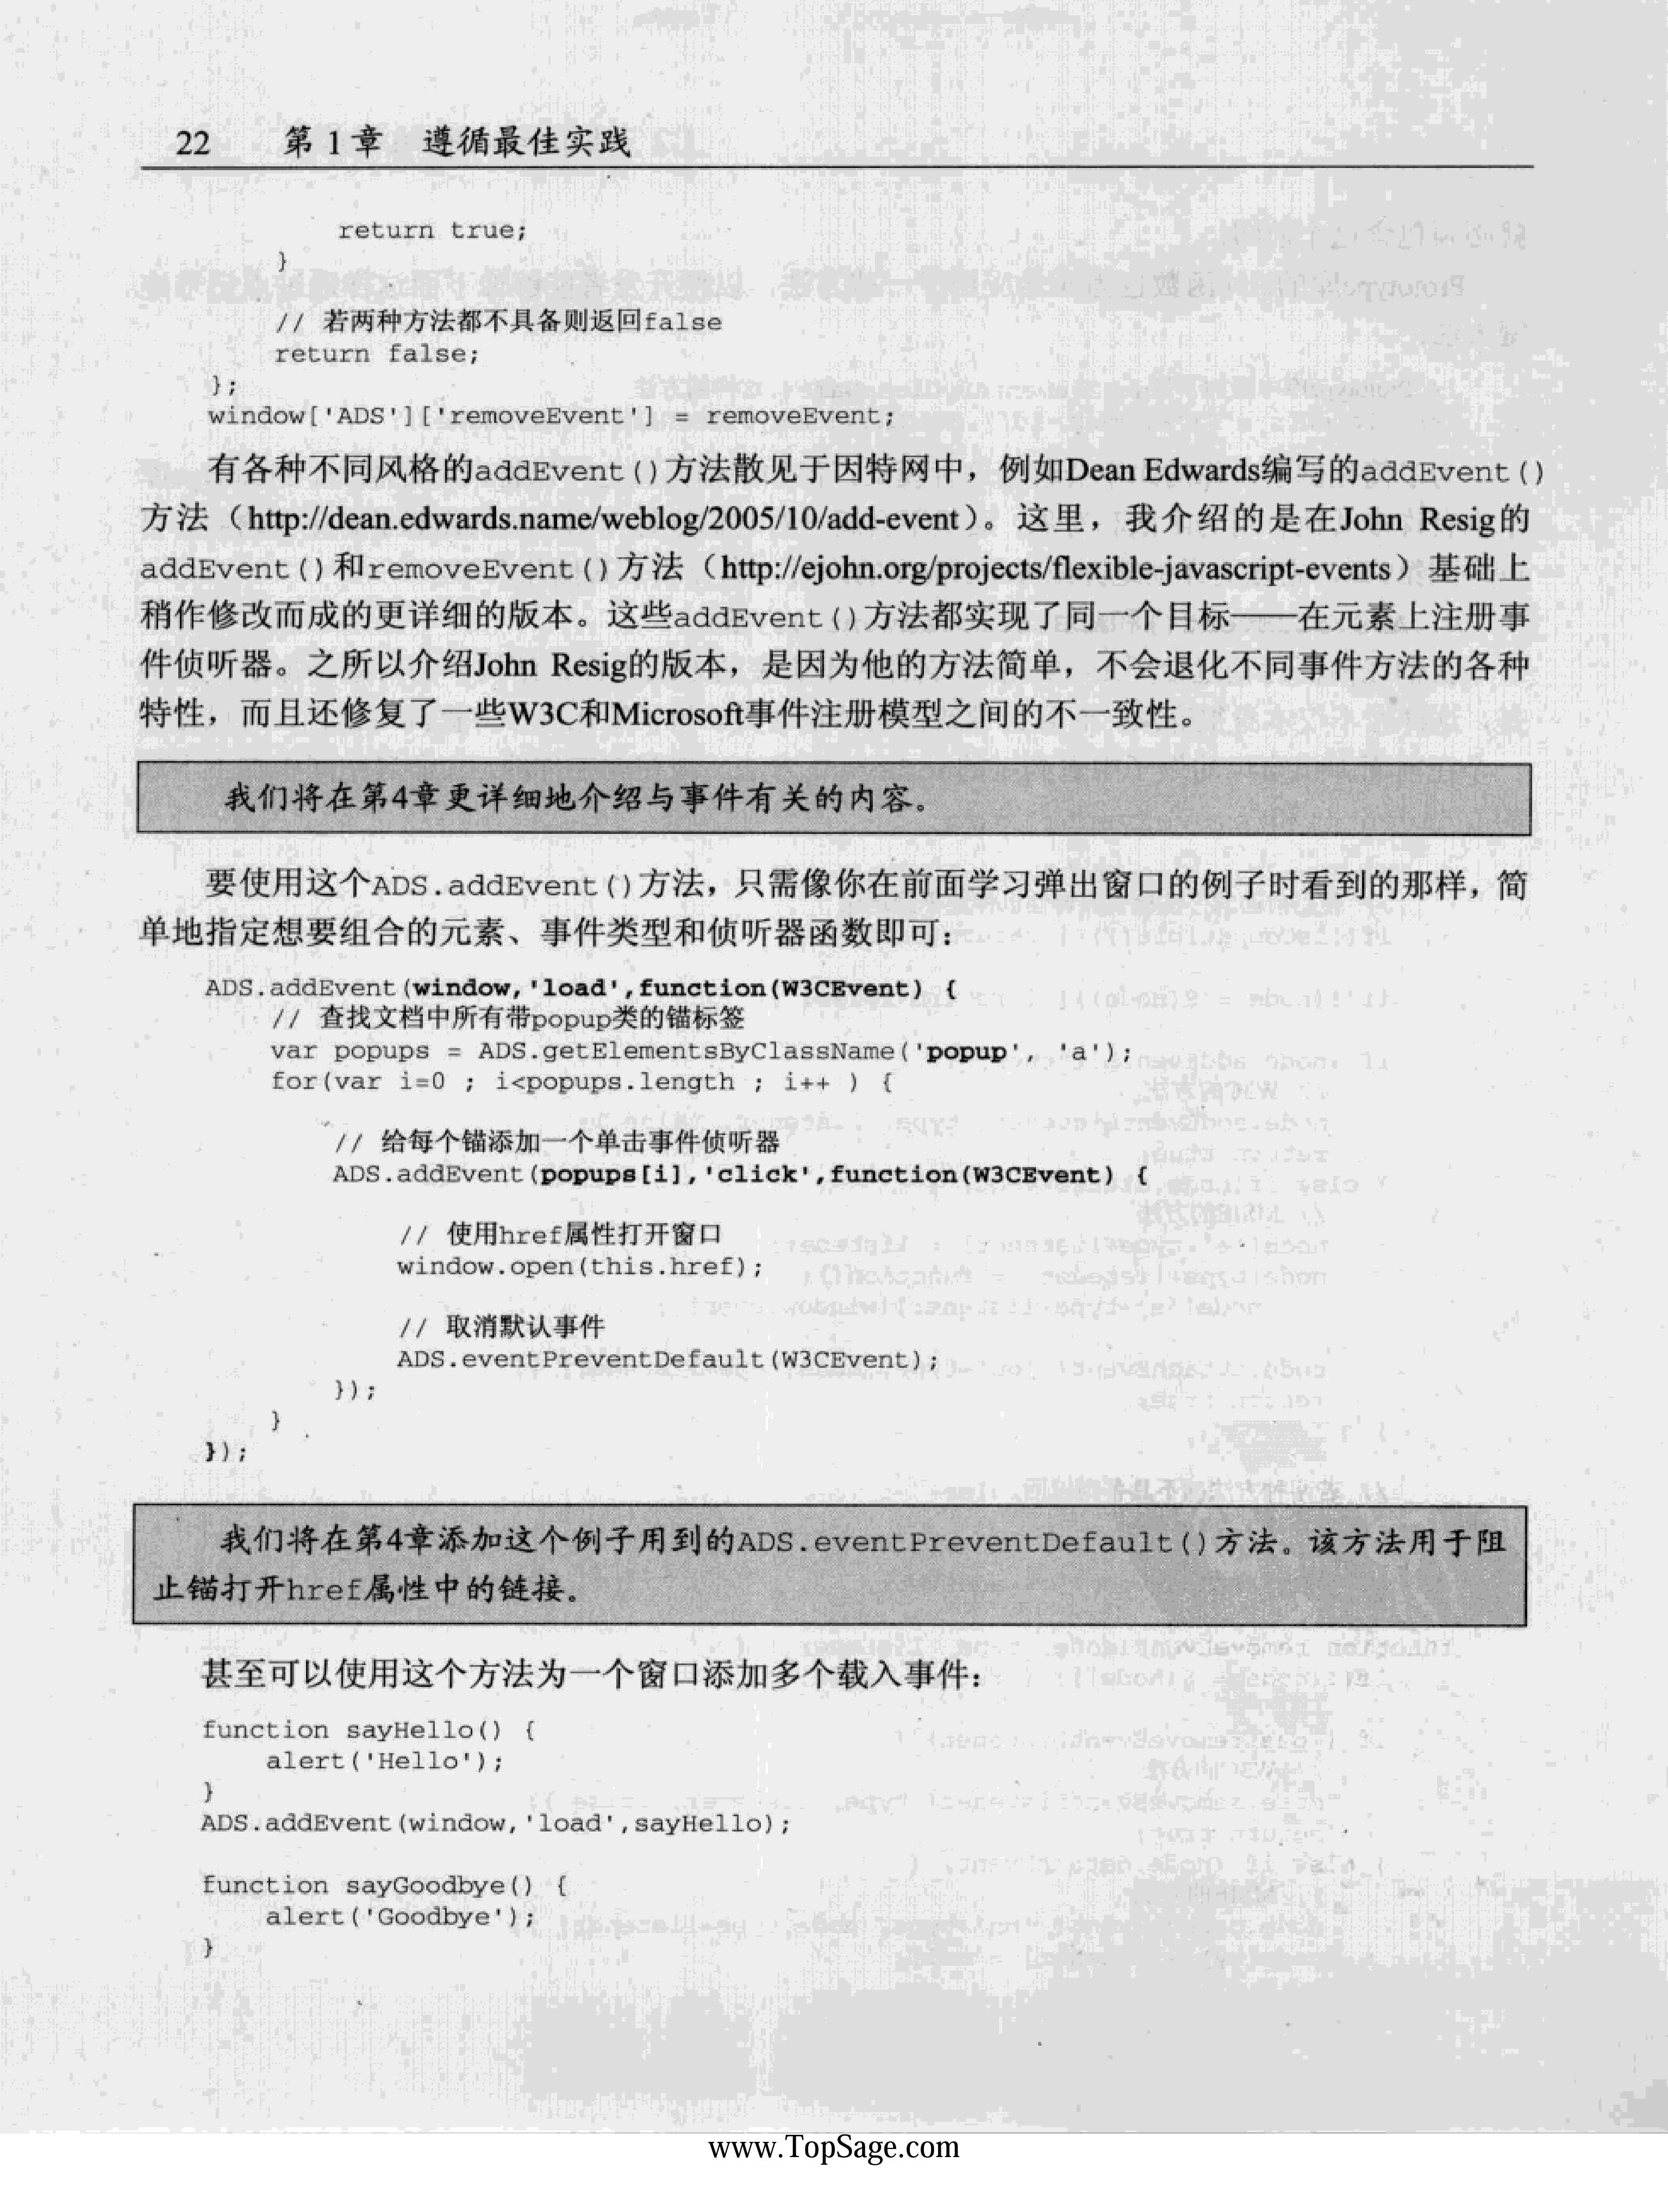 22 第 1 章 遵循最佳实践
return true;
}
// 若两种方法都不具备则返回false
return false;
};
window['ADS']['removeEvent'] = removeEvent;
有各种不同风格的addEvent()方法散见于因特网中，例如Dean Edwards编写的addEvent()
方法（http://dean.edwards.name/weblog/2005/10/add-event）。这里，我介绍的是在John Resig的
addEvent()和removeEvent()方法（http://ejohn.org/projects/flexible-javascript-events）基础上
稍作修改而成的更详细的版本。这些addEvent()方法都实现了同一个目标——在元素上注册事
件侦听器。之所以介绍John Resig的版本，是因为他的方法简单，不会退化不同事件方法的各种
特性，而且还修复了一些W3C和Microsoft事件注册模型之间的不一致性。
我们将在第4章更详细地介绍与事件有关的内容。
要使用这个ADS.addEvent()方法，只需像你在前面学习弹出窗口的例子时看到的那样，简
单地指定想要组合的元素、事件类型和侦听器函数即可：
ADS.addEvent(window,'load',function(W3CEvent) {
// 查找文档中所有带popup类的锚标签
var popups = ADS.getElementsByClassName('popup', 'a');
for(var i=0 ; i<popups.length ; i++ ) {
// 给每个锚添加一个单击事件侦听器
ADS.addEvent(popups[i],'click',function(W3CEvent) {
// 使用href属性打开窗口
window.open(this.href);
// 取消默认事件
ADS.eventPreventDefault(W3CEvent);
});
}
});
我们将在第4章添加这个例子用到的ADS.eventPreventDefault()方法。该方法用于阻
止锚打开href属性中的链接。
甚至可以使用这个方法为一个窗口添加多个载入事件：
function sayHello() {
alert('Hello');
}
ADS.addEvent(window,'load',sayHello);
function sayGoodbye() {
alert('Goodbye');
}
www.TopSage.com